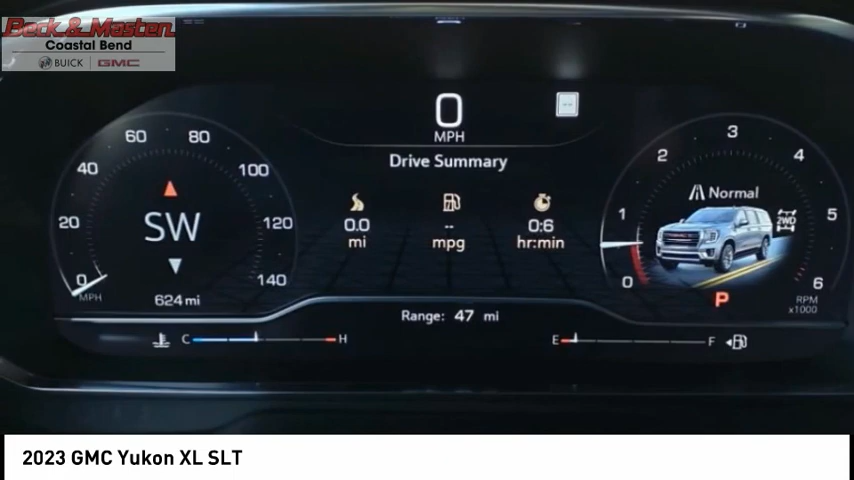 Beck & Masten
Coastal Bend
BUICK | GMC
0
MPH
--
Drive Summary
0.0
mi
--
mpg
0:6
hr:min
Range: 47 mi
0
20
40
60
80
100
120
140
MPH
SW
624 mi
C
H
E
F
0
1
2
3
4
5
6
RPM
x1000
Normal
2WD
P
2023 GMC Yukon XL SLT